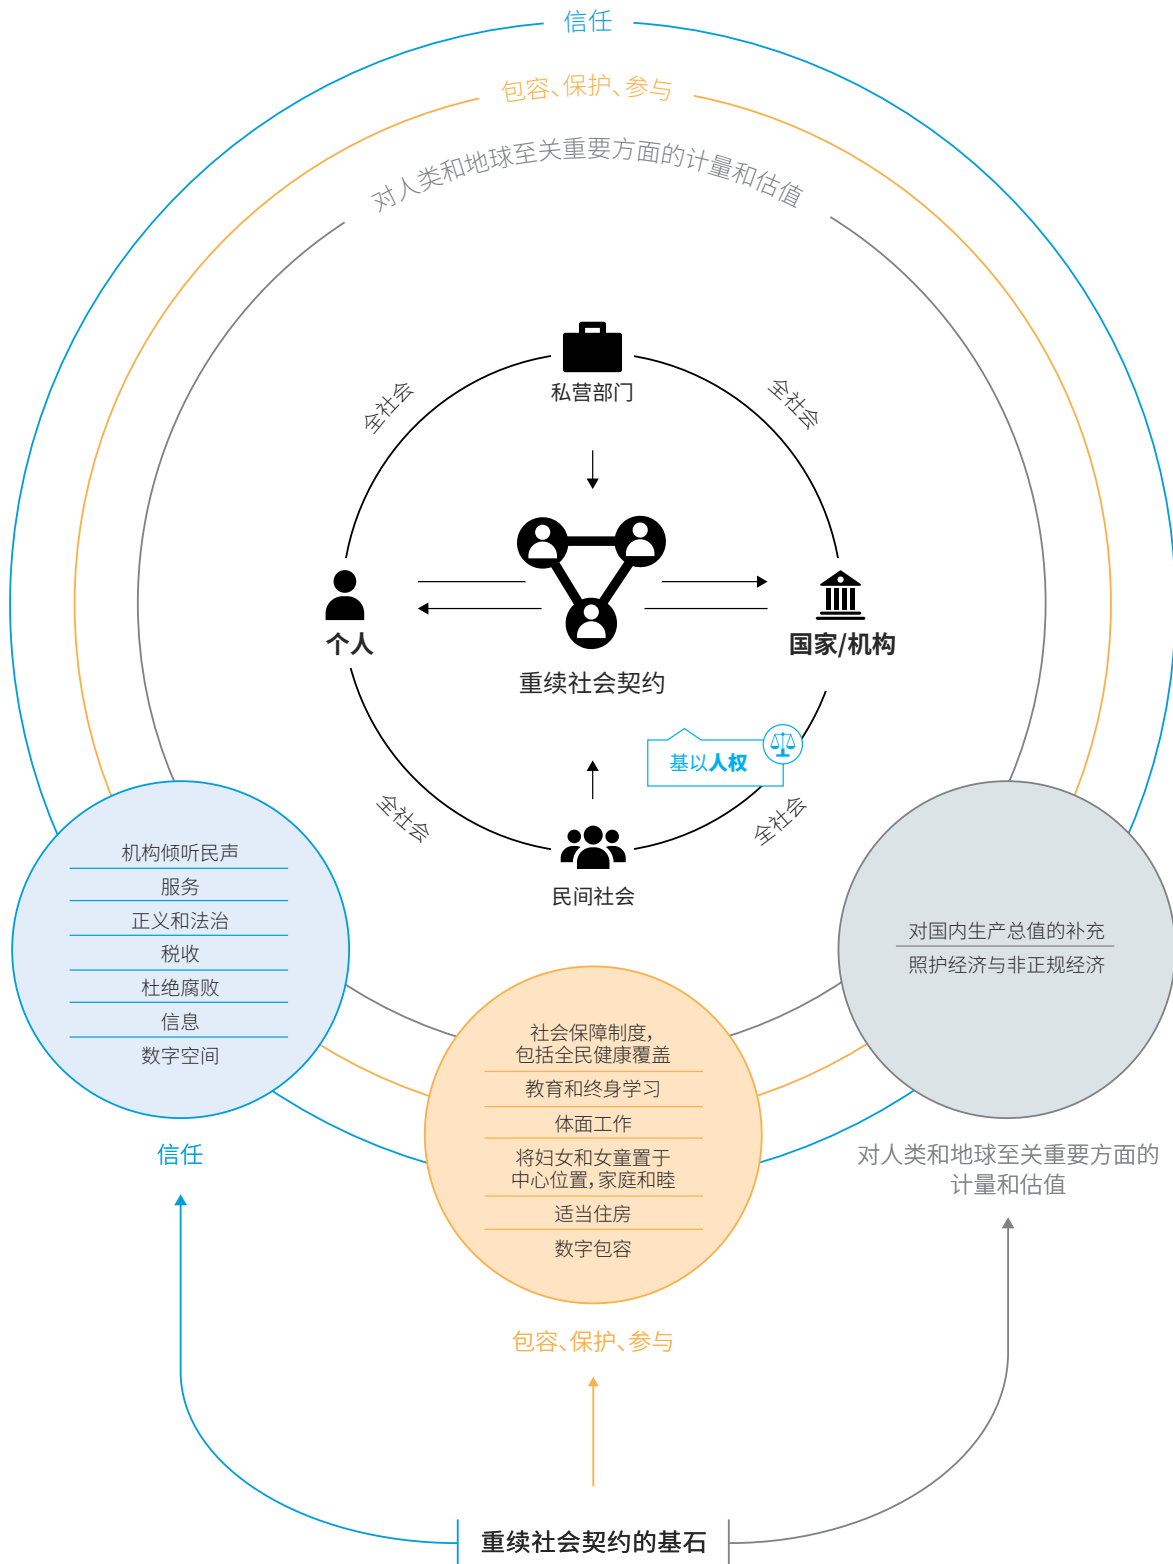 信任
包容、保护、参与
对人类和地球至关重要方面的计量和估值
私营部门
全社会
全社会
个人
国家/机构
重续社会契约
基以人权
全社会
全社会
民间社会
机构倾听民声
服务
正义和法治
税收
杜绝腐败
信息
数字空间
信任
社会保障制度，
包括全民健康覆盖
教育和终身学习
体面工作
将妇女和女童置于
中心位置，家庭和睦
适当住房
数字包容
包容、保护、参与
对国内生产总值的补充
照护经济与非正规经济
对人类和地球至关重要方面的
计量和估值
重续社会契约的基石